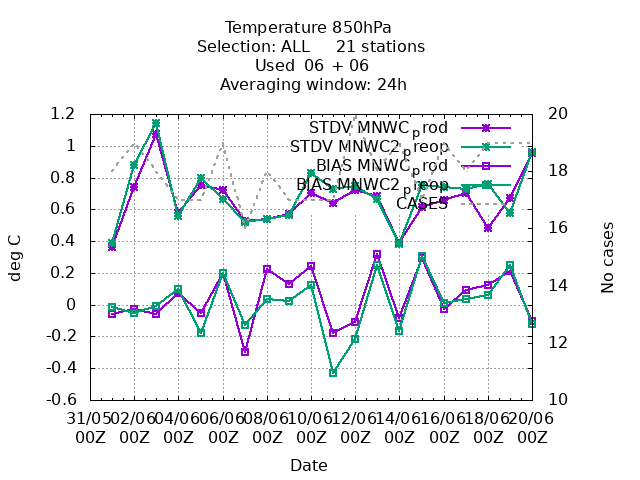 Temperature 850hPa
Selection: ALL 21 stations
Used 06 + 06
Averaging window: 24h
1.2
1
0.8
0.6
0.4
0.2
0
-0.2
-0.4
-0.6
20
18
16
14
12
10
deg C
No cases
STDV MNWC_prod
STDV MNWC2_preop
BIAS MNWC_prod
BIAS MNWC2_preop
CASES
31/05 02/06 04/06 06/06 08/06 10/06 12/06 14/06 16/06 18/06 20/06
00Z 00Z 00Z 00Z 00Z 00Z 00Z 00Z 00Z 00Z 00Z
Date